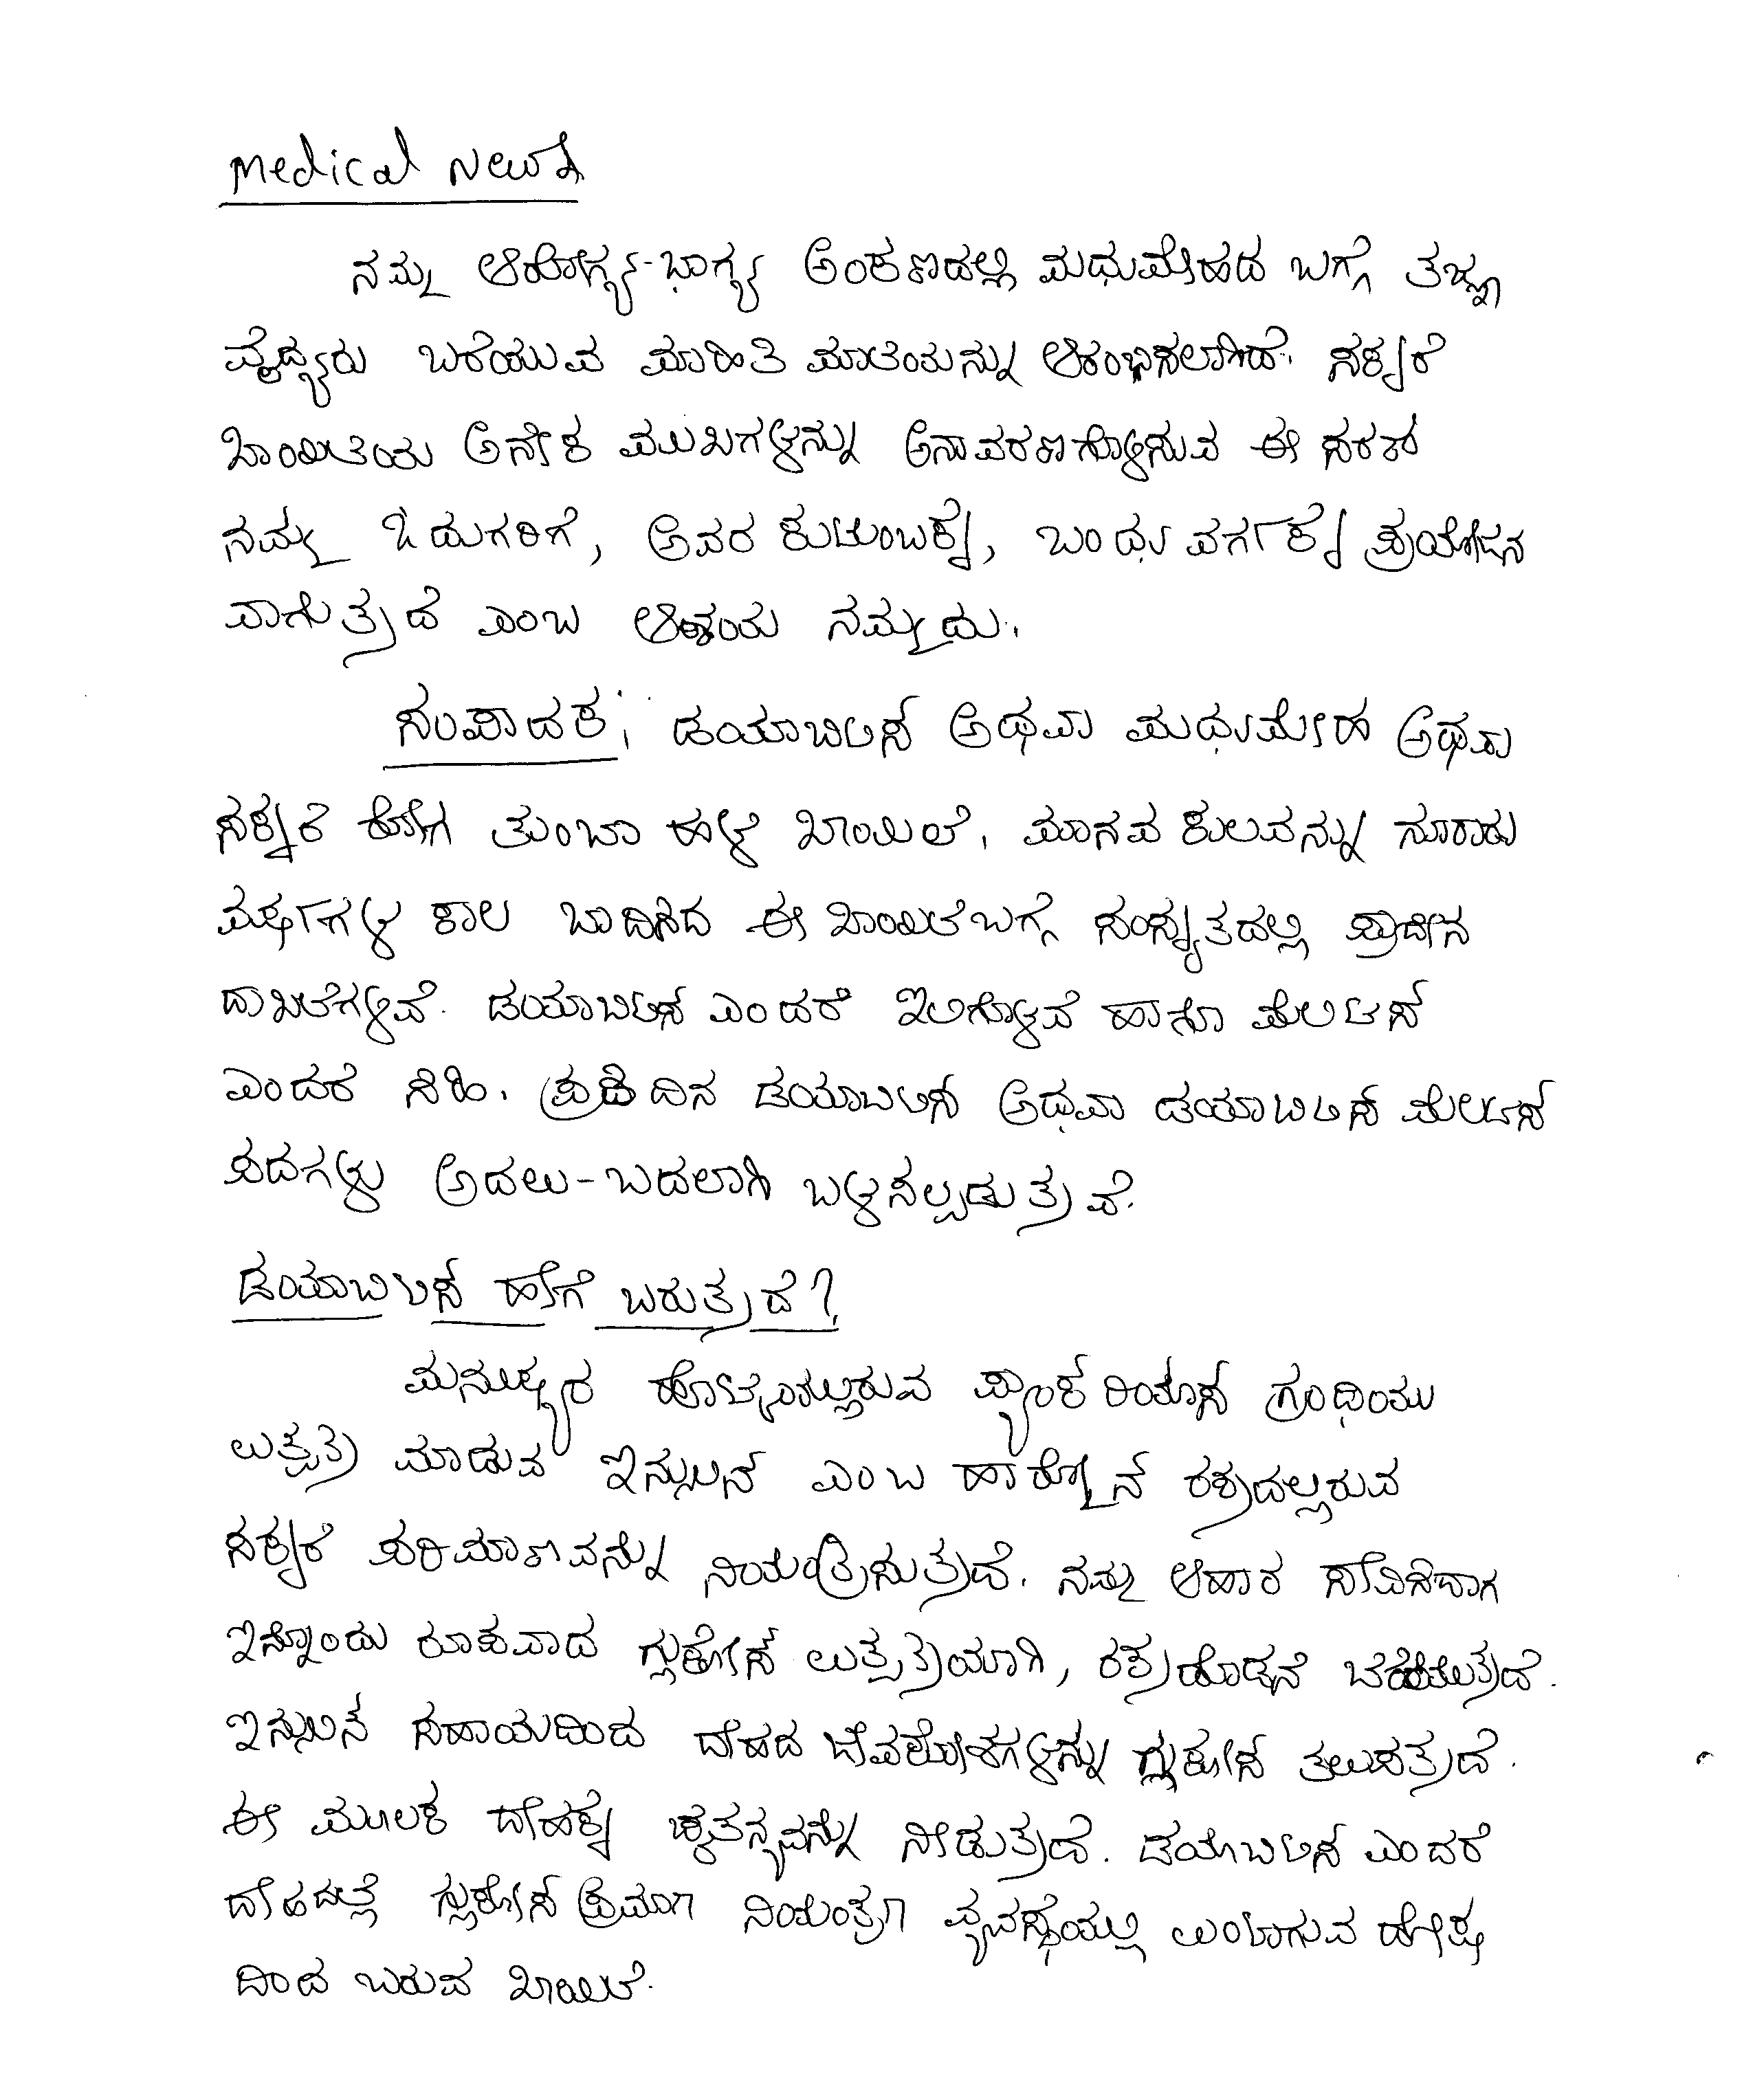 Medical News
ನಮ್ಮ ಆರೋಗ್ಯ-ಭಾಗ್ಯ ಅಂಕಣದಲ್ಲಿ ಮಧುಮೇಹದ ಬಗ್ಗೆ ತಜ್ಞ
ವೈದ್ಯರು ಬರೆಯುವ ಮಾಹಿತಿ ಮಾಲೆಯನ್ನು ಆರಂಭಿಸಲಾಗಿದೆ. ಸಕ್ಕರೆ
ಖಾಯಿಲೆಯ ಅನೇಕ ಮುಖಗಳನ್ನು ಅನಾವರಣಗೊಳಿಸುವ ಈ ಸರಣಿ
ನಮ್ಮ ಓದುಗರಿಗೆ, ಅವರ ಕುಟುಂಬಕ್ಕೆ, ಬಂಧು ವರ್ಗಕ್ಕೆ ಪ್ರಯೋಜನ
ವಾಗುತ್ತದೆ ಎಂಬ ಆಶಯ ನಮ್ಮದು.
ಸಂಪಾದಕ; ಡಯಾಬಿಟಿಸ್ ಅಥವಾ ಮಧುಮೇಹ ಅಥವಾ
ಸಕ್ಕರೆ ರೋಗ ತುಂಬಾ ಹಳೆ ಖಾಯಿಲೆ. ಮಾನವ ಕುಲವನ್ನು ನೂರಾರು
ವರ್ಷಗಳ ಕಾಲ ಬಾಧಿಸಿದ ಈ ಖಾಯಿಲೆ ಬಗ್ಗೆ ಸಂಸ್ಕೃತದಲ್ಲಿ ಪ್ರಾಚೀನ
ದಾಖಲೆಗಳಿವೆ. ಡಯಾಬಿಟಿಸ್ ಎಂದರೆ ಇಳಿಗೊಳವೆ ಹಾಗೂ ಮೆಲಿಟಸ್
ಎಂದರೆ ಸಿಹಿ. ಪ್ರತಿ ದಿನ ಡಯಾಬಿಟಿಸ್ ಅಥವಾ ಡಯಾಬಿಟಿಸ್ ಮೆಲಿಟಸ್
ಪದಗಳು ಅದಲು-ಬದಲಾಗಿ ಬಳಸಲ್ಪಡುತ್ತವೆ.
ಡಯಾಬಿಟಿಸ್ ಹೇಗೆ ಬರುತ್ತದೆ?
ಮನುಷ್ಯರ ಹೊಟ್ಟೆಯಲ್ಲಿರುವ ಪ್ಯಾಂಕ್ರಿಯಾಸ್ ಗ್ರಂಥಿಯು
ಉತ್ಪತ್ತಿ ಮಾಡುವ ಇನ್ಸುಲಿನ್ ಎಂಬ ಹಾರ್ಮೋನ್ ರಕ್ತದಲ್ಲಿರುವ
ಸಕ್ಕರೆ ಪರಿಮಾಣವನ್ನು ನಿಯಂತ್ರಿಸುತ್ತದೆ. ನಮ್ಮ ಆಹಾರ ಸೇವಿಸಿದಾಗ
ಇನ್ನೊಂದು ರೂಪವಾದ ಗ್ಲುಕೋಸ್ ಉತ್ಪತ್ತಿಯಾಗಿ, ರಕ್ತದೊಡನೆ ಬೆರೆಯುತ್ತದೆ.
ಇನ್ಸುಲಿನ್ ಸಹಾಯದಿಂದ ದೇಹದ ಜೀವಕೋಶಗಳನ್ನು ಗ್ಲುಕೋಸ್ ತಲುಪುತ್ತದೆ.
ಈ ಮೂಲಕ ದೇಹಕ್ಕೆ ಚೈತನ್ಯವನ್ನು ನೀಡುತ್ತದೆ. ಡಯಾಬಿಟಿಸ್ ಎಂದರೆ
ದೇಹದಲ್ಲಿ ಗ್ಲುಕೋಸ್ ಪ್ರಮಾಣ ನಿಯಂತ್ರಣ ವ್ಯವಸ್ಥೆಯಲ್ಲಿ ಉಂಟಾಗುವ ದೋಷ
ದಿಂದ ಬರುವ ಖಾಯಿಲೆ.